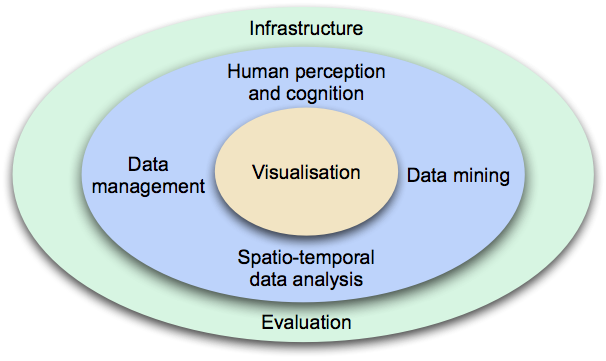 Infrastructure
Human perception
and cognition
Data
management
Visualisation
Data mining
Spatio-temporal
data analysis
Evaluation